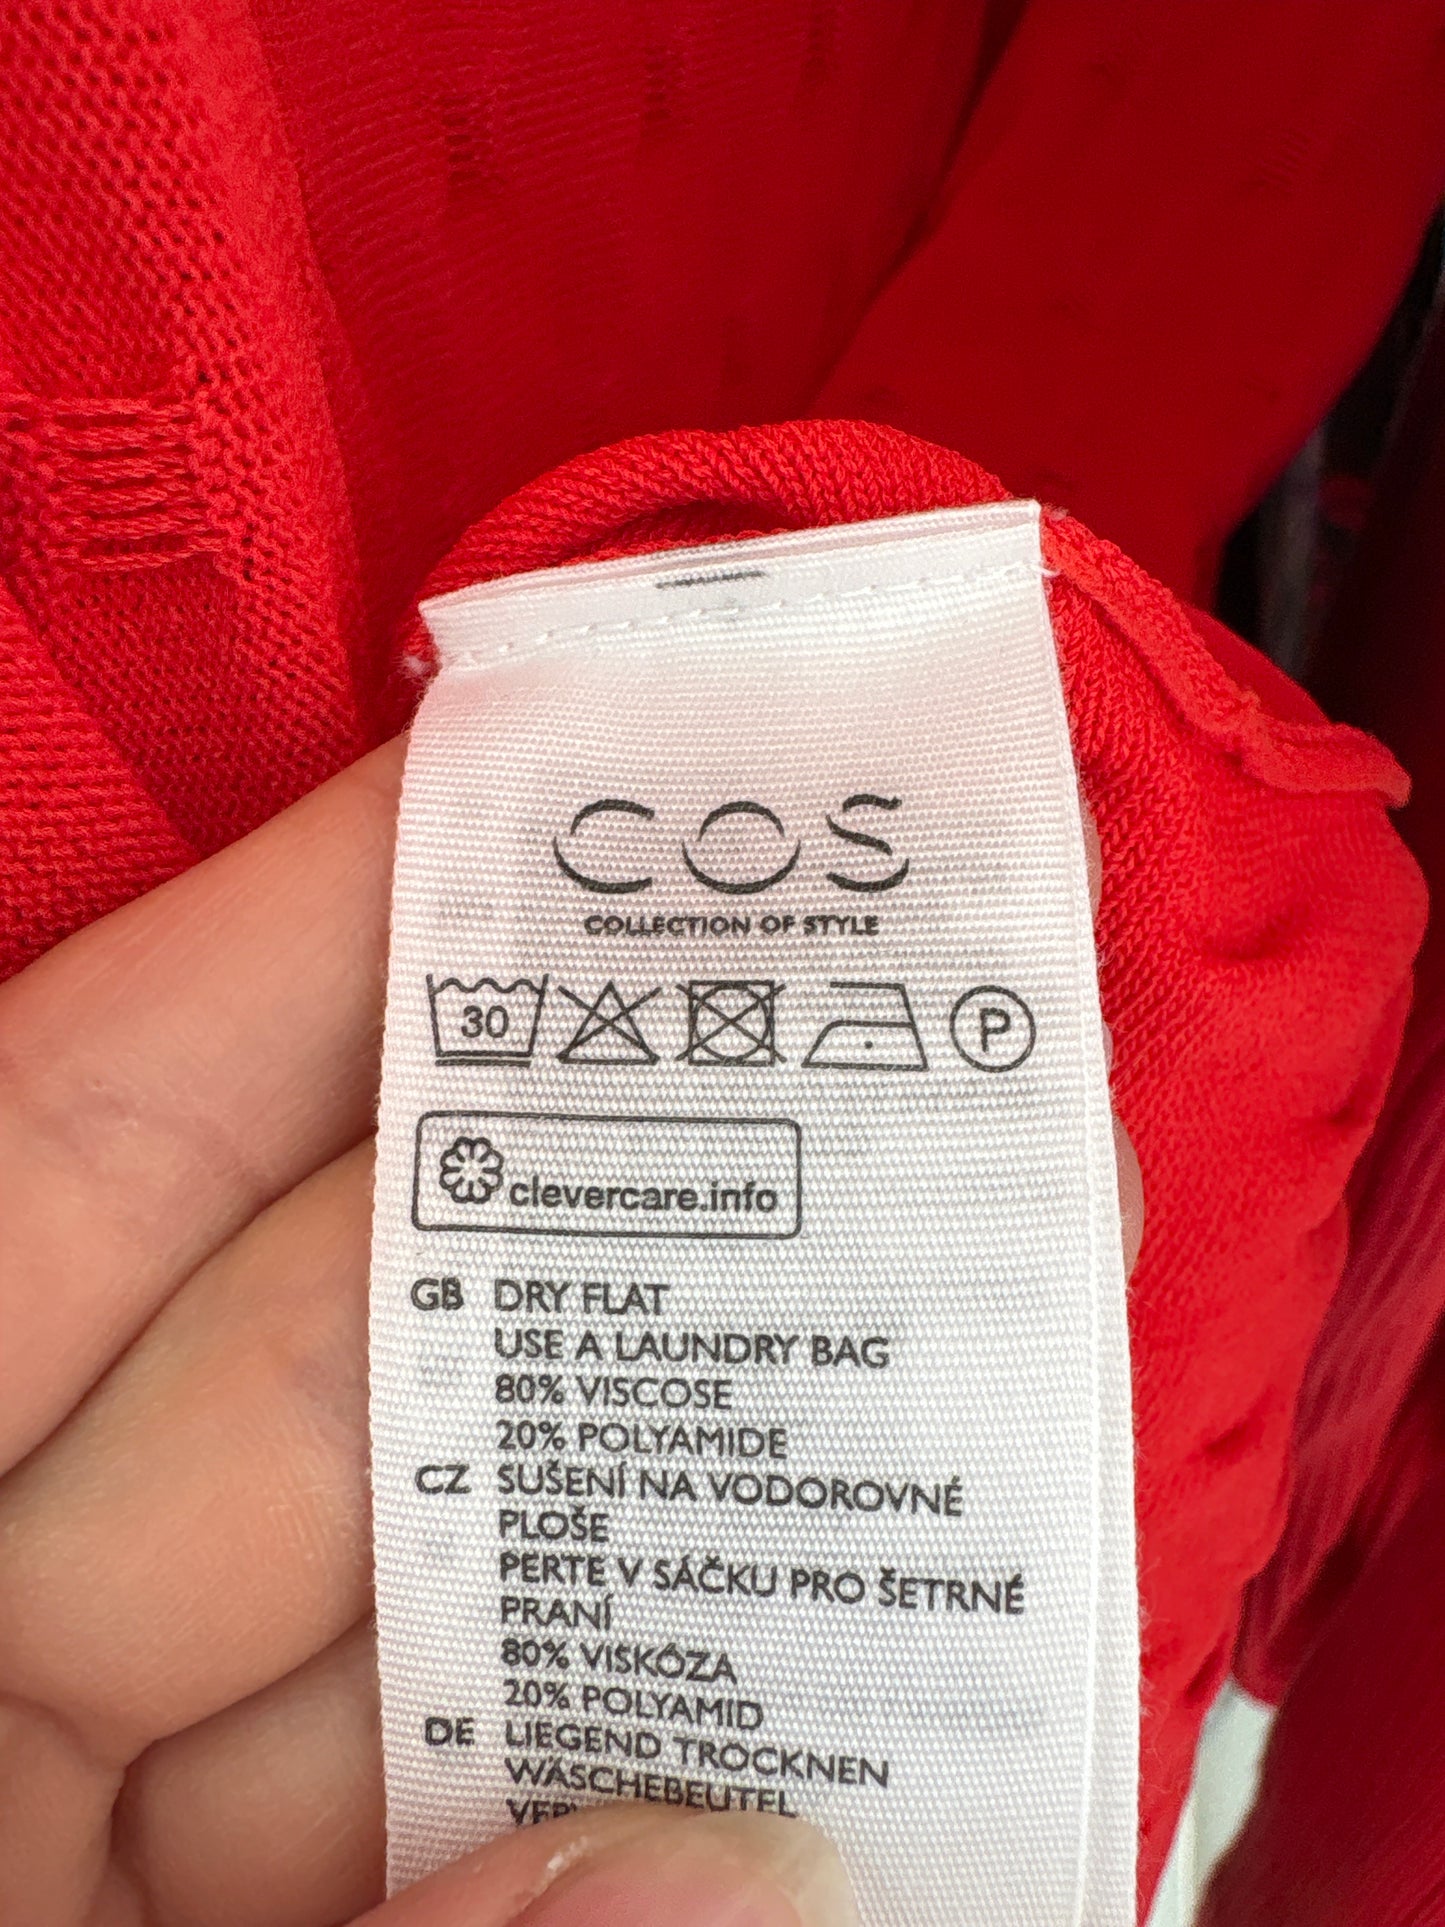 COS
COLLECTION OF STYLE
30 P
clevercare.info
GB DRY FLAT
USE A LAUNDRY BAG
80% VISCOSE
20% POLYAMIDE
CZ SUŠENÍ NA VODOROVNÉ
PLOŠE
PERTE V SÁČKU PRO ŠETRNÉ
PRANÍ
80% VISKÓZA
20% POLYAMID
DE LIEGEND TROCKNEN
WÄSCHEBEUTEL